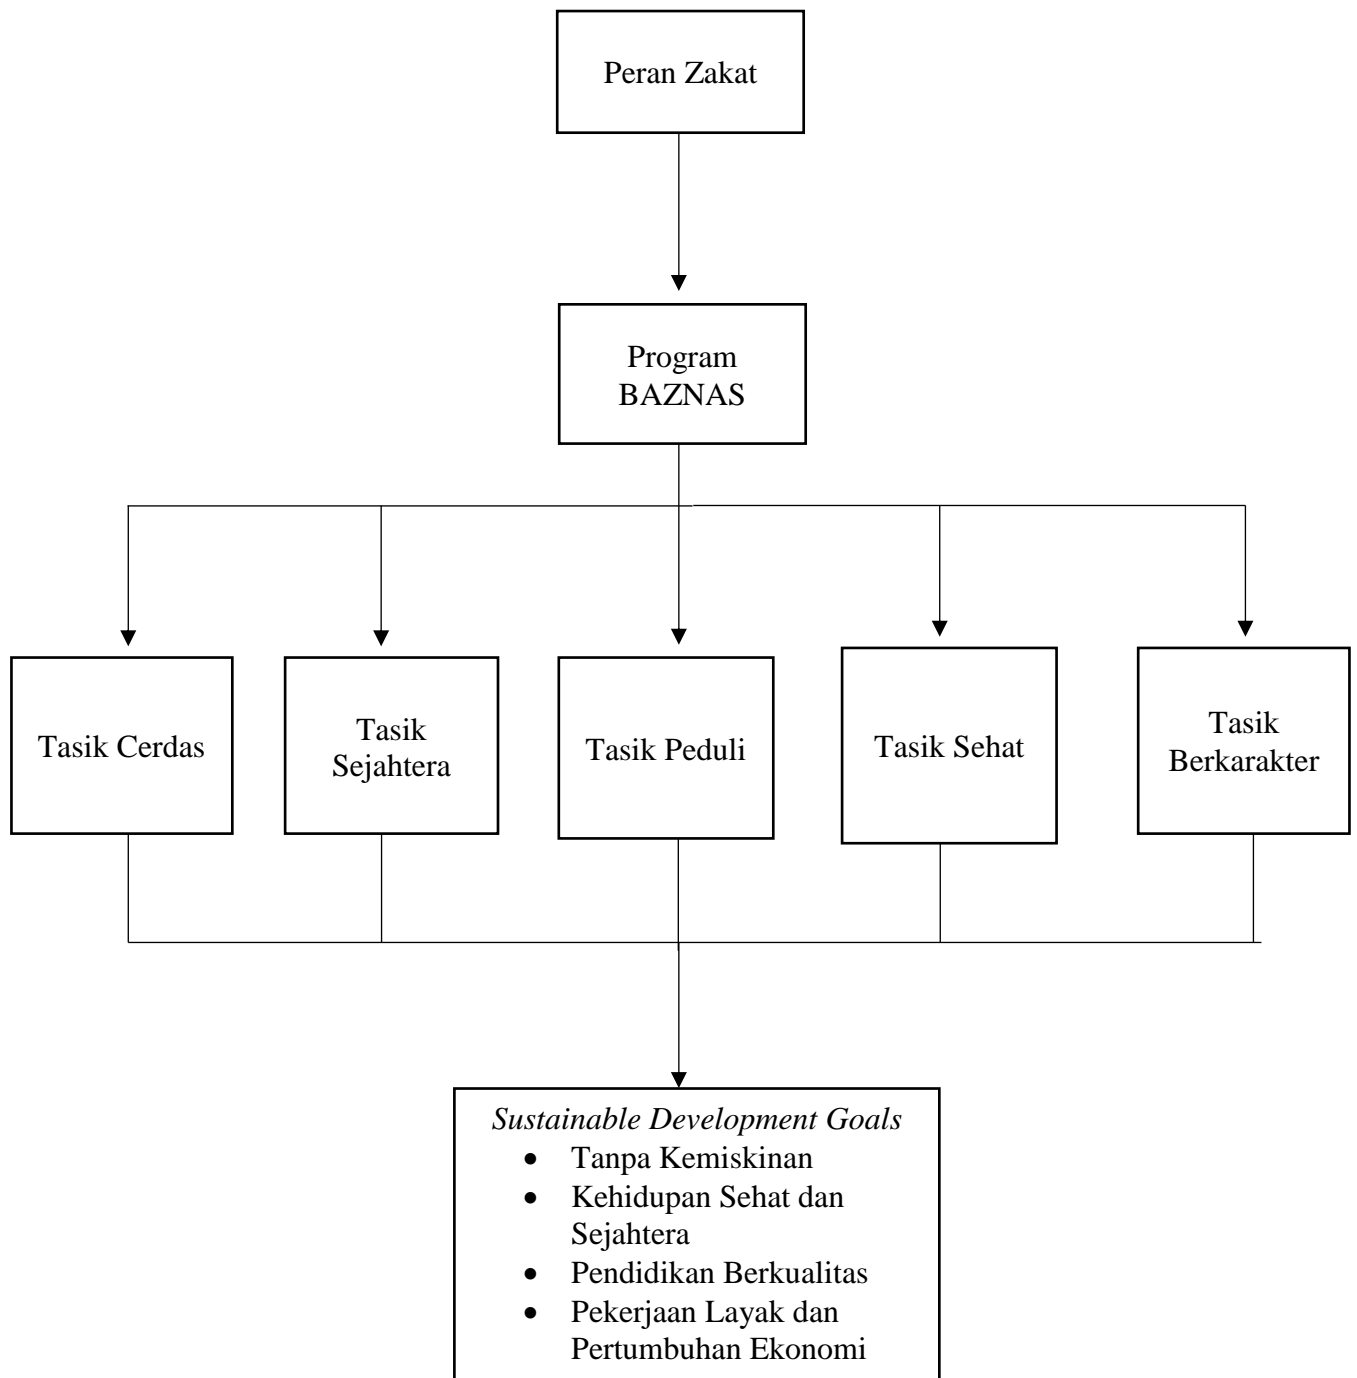 Peran Zakat
Program
BAZNAS
Tasik Cerdas
Tasik
Sejahtera
Tasik Peduli
Tasik Sehat
Tasik
Berkarakter
Sustainable Development Goals
• Tanpa Kemiskinan
• Kehidupan Sehat dan
Sejahtera
• Pendidikan Berkualitas
• Pekerjaan Layak dan
Pertumbuhan Ekonomi